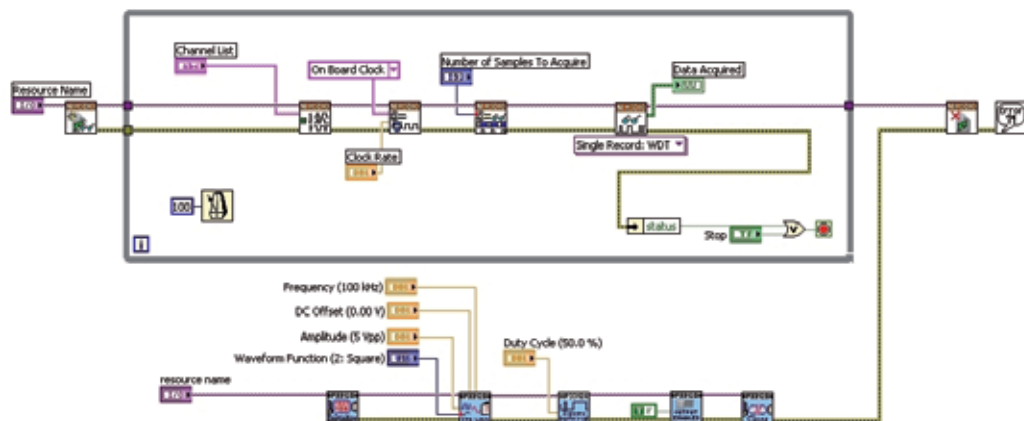 Channel List
On Board Clock
Number of Samples To Acquire
Data Acquired
Resource Name
Error
Single Record: WDT
Clock Rate
100
status
Stop
i
Frequency (100 kHz)
DC Offset (0.00 V)
Amplitude (5 Vpp)
Duty Cycle (50.0 %)
Waveform Function (2: Square)
resource name